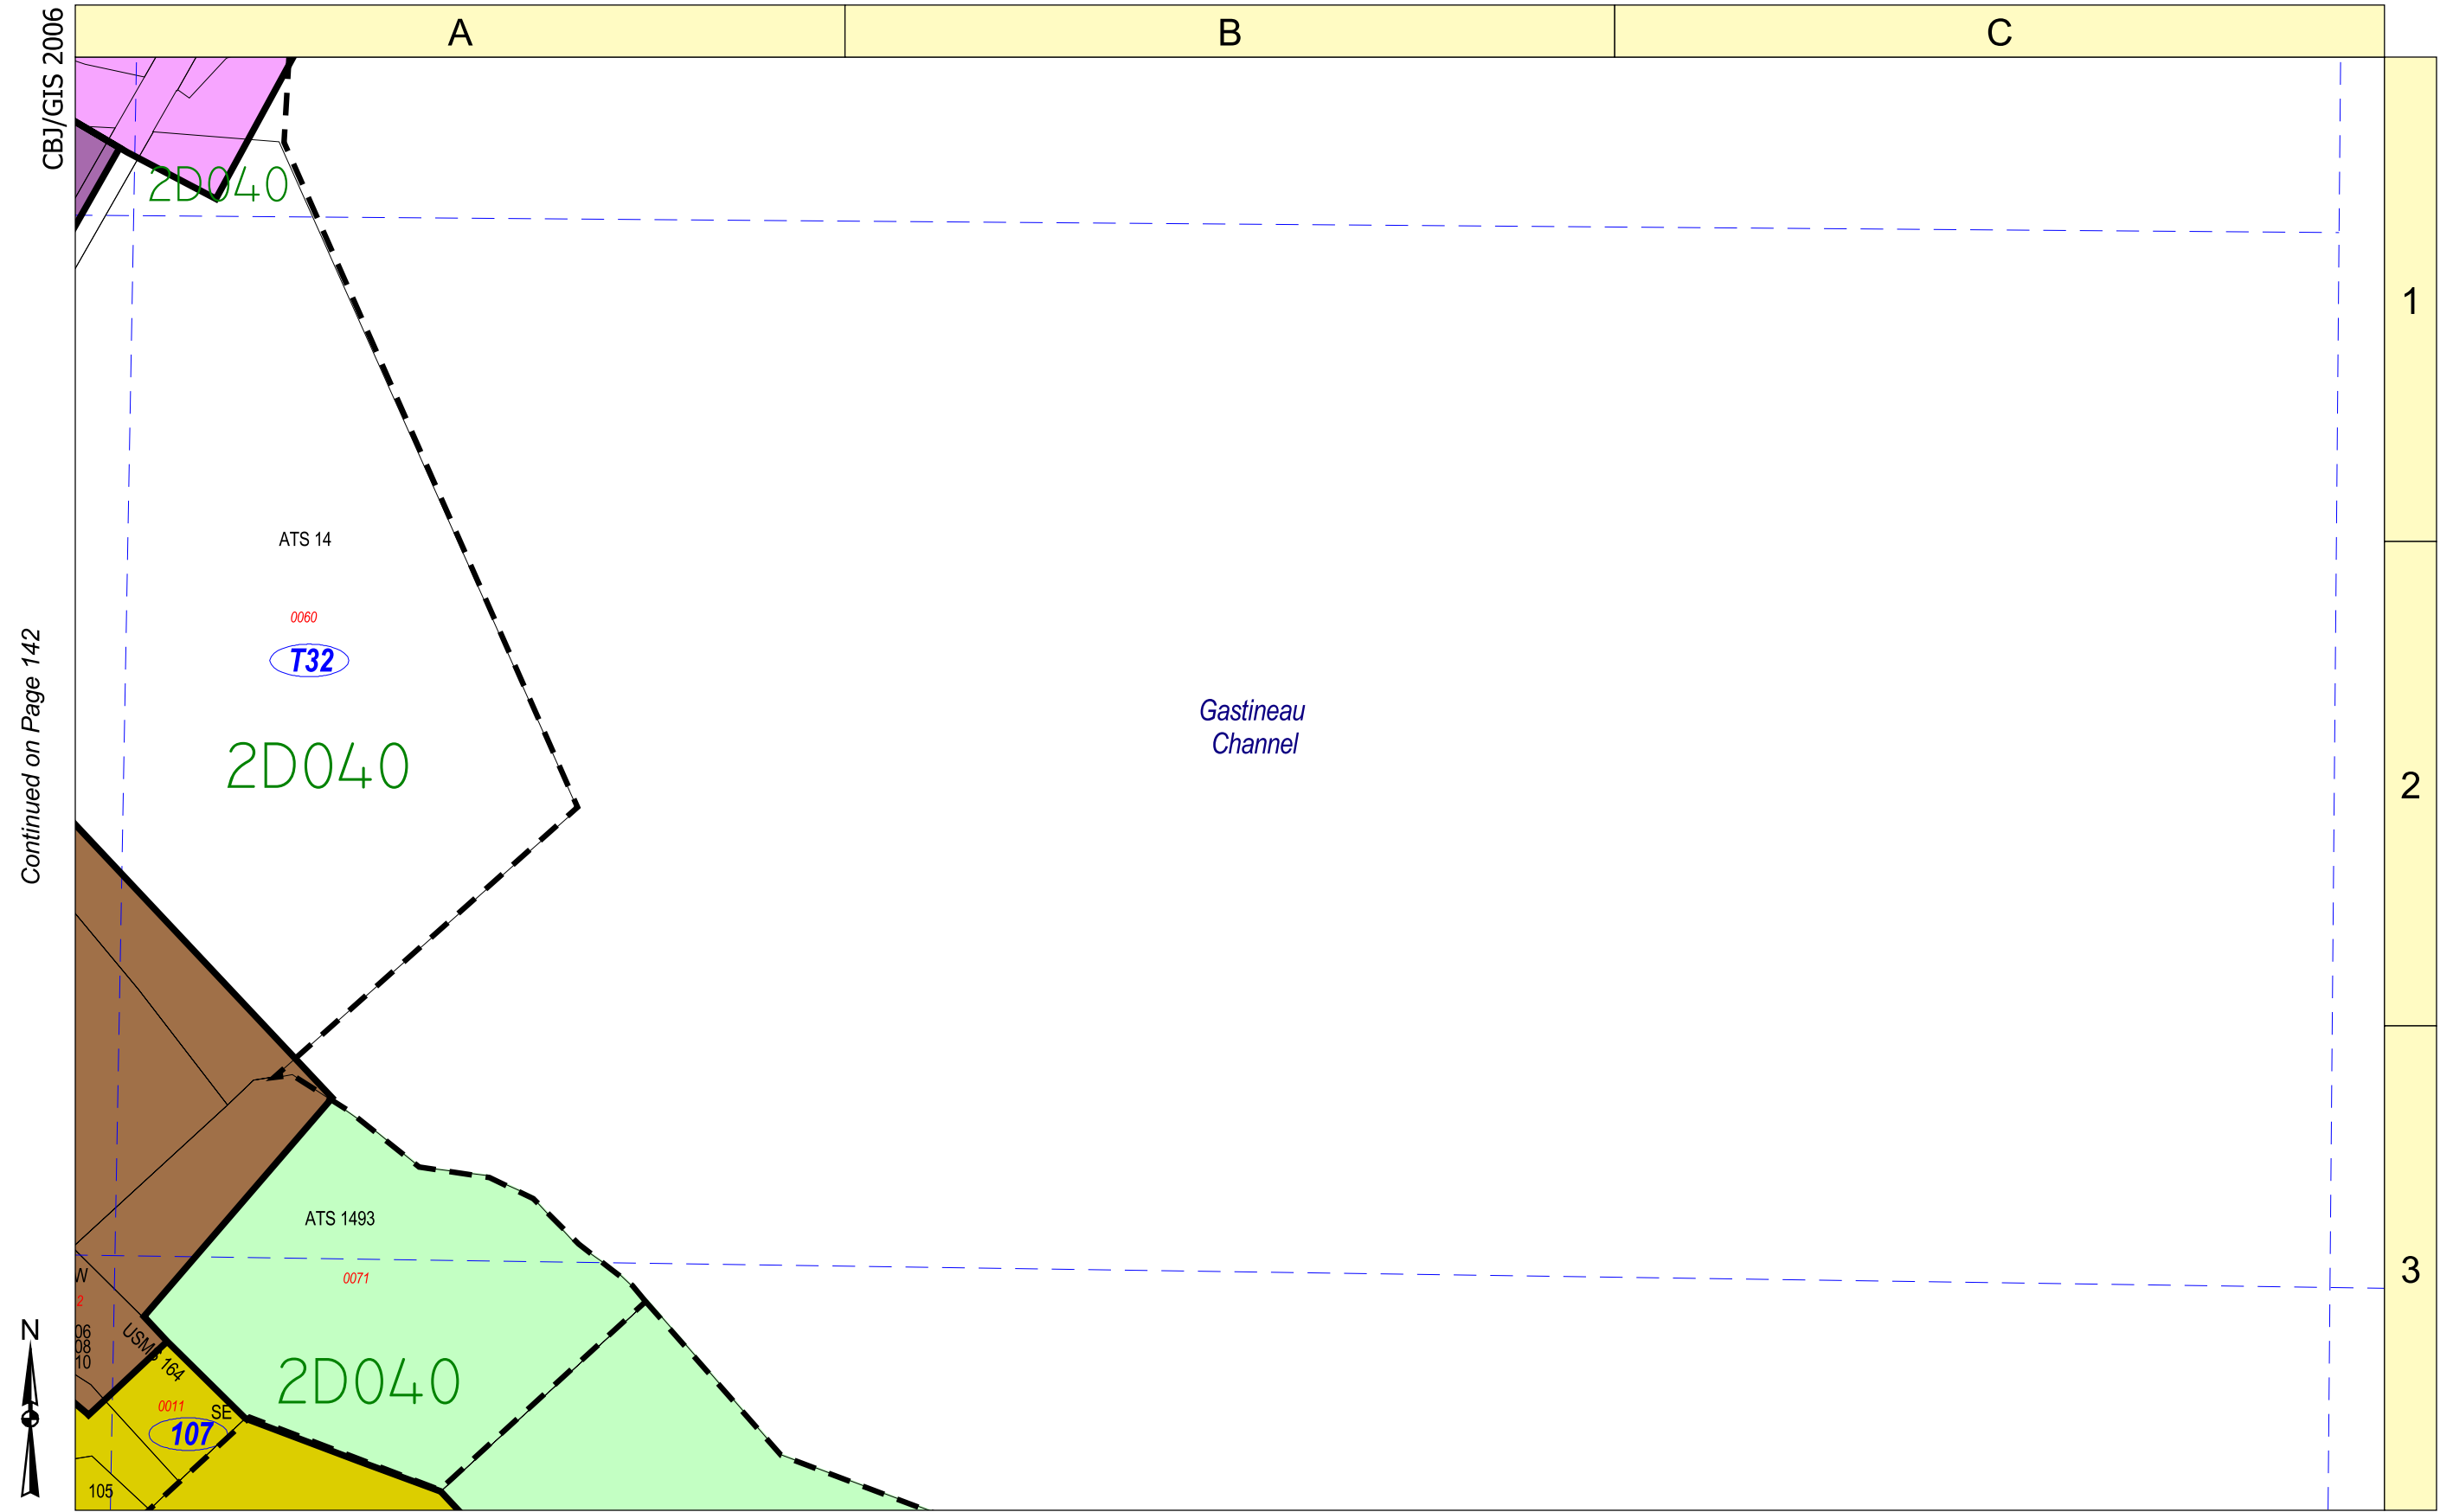 CBJ/GIS 2006
A
B
C
2D040
1
ATS 14
0060
T32
Continued on Page 142
2D040
Gastineau
Channel
2
ATS 1493
0071
3
W
2
06
08
10
USMS 164
2D040
N
0011
SE
107
105